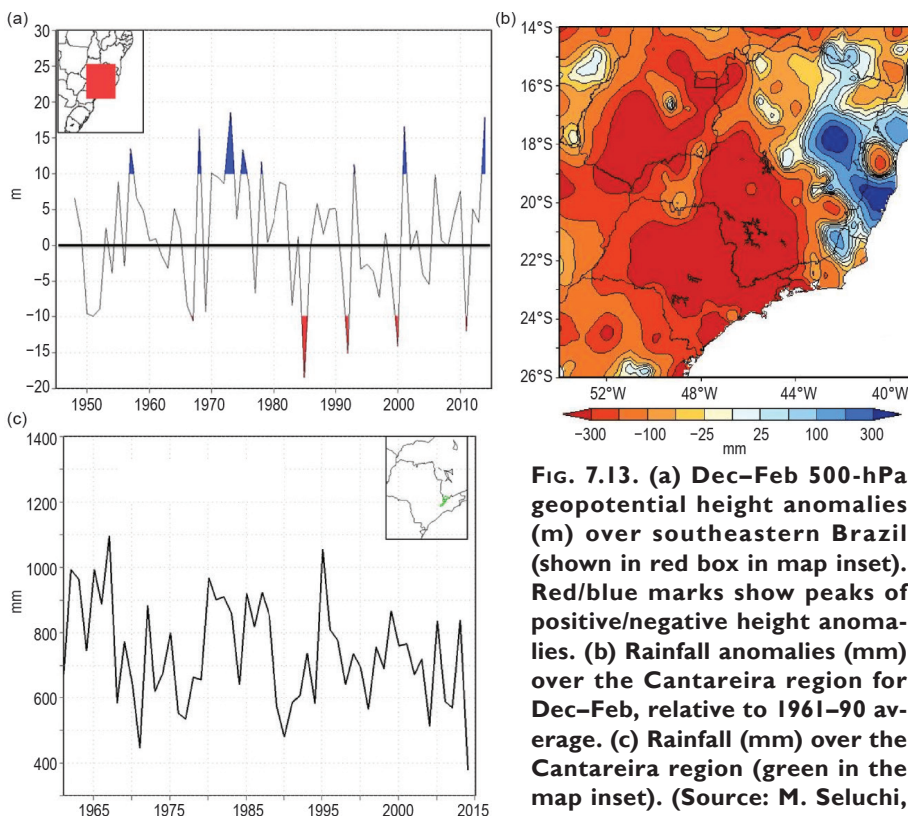 (a)
30
25
20
15
10
5
0
−5
−10
−15
−20
m
1950 1960 1970 1980 1990 2000 2010
(b)
14°S
16°S
18°S
20°S
22°S
24°S
26°S
52°W 48°W 44°W 40°W
−300 −100 −25 25 100 300
mm
(c)
1400
1200
1000
800
600
400
mm
1965 1975 1985 1995 2000 2005 2010 2015
FIG. 7.13. (a) Dec–Feb 500-hPa
geopotential height anomalies
(m) over southeastern Brazil
(shown in red box in map inset).
Red/blue marks show peaks of
positive/negative height anoma-
lies. (b) Rainfall anomalies (mm)
over the Cantareira region for
Dec–Feb, relative to 1961–90 av-
erage. (c) Rainfall (mm) over the
Cantareira region (green in the
map inset). (Source: M. Seluchi,